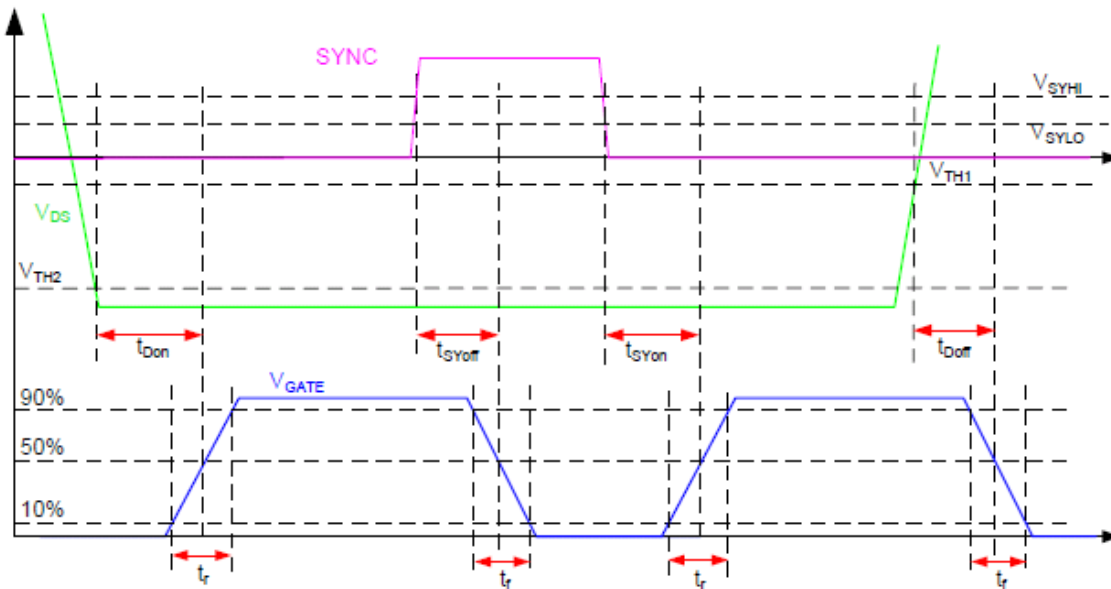 SYNC
VSYHI
VSYLO
VTH1
VDS
VTH2
tDon
tSYoff
tSYon
tDoff
VGATE
90%
50%
10%
tr
tf
tr
tf